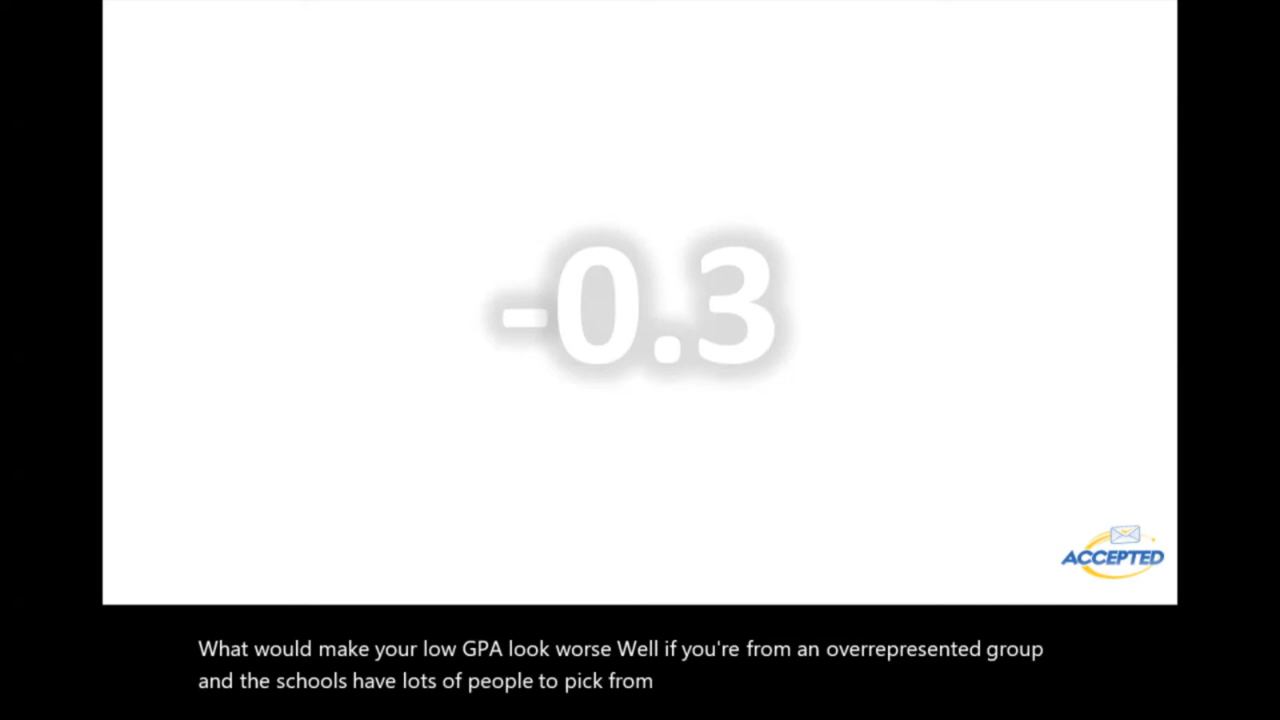 -0.3
ACCEPTED
What would make your low GPA look worse Well if you're from an overrepresented group
and the schools have lots of people to pick from